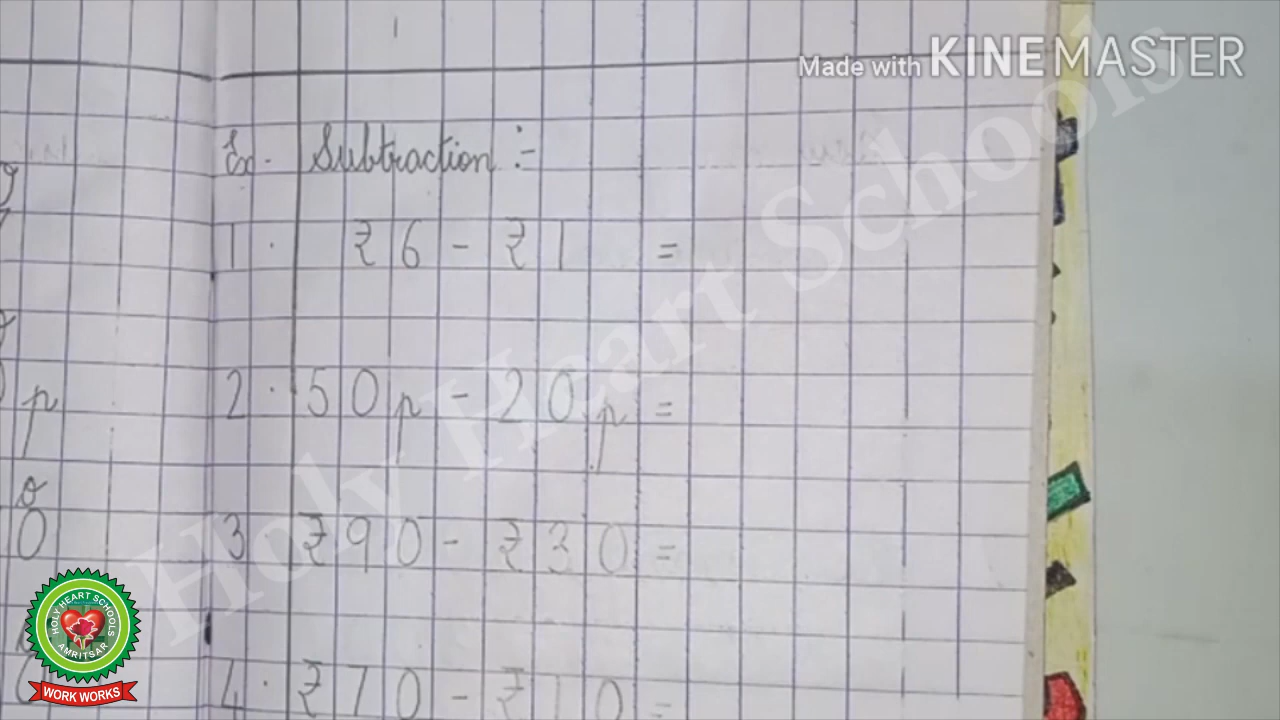 Made with KINEMASTER
Ex. Subtraction :-
1. ₹6 - ₹1 =
2. 50p - 20p =
p
3 ₹90 - ₹30 =
0
4. ₹70 - ₹10 =
Holy Heart Schools
HOLY HEART SCHOOLS
AMRITSAR
WORK WORKS